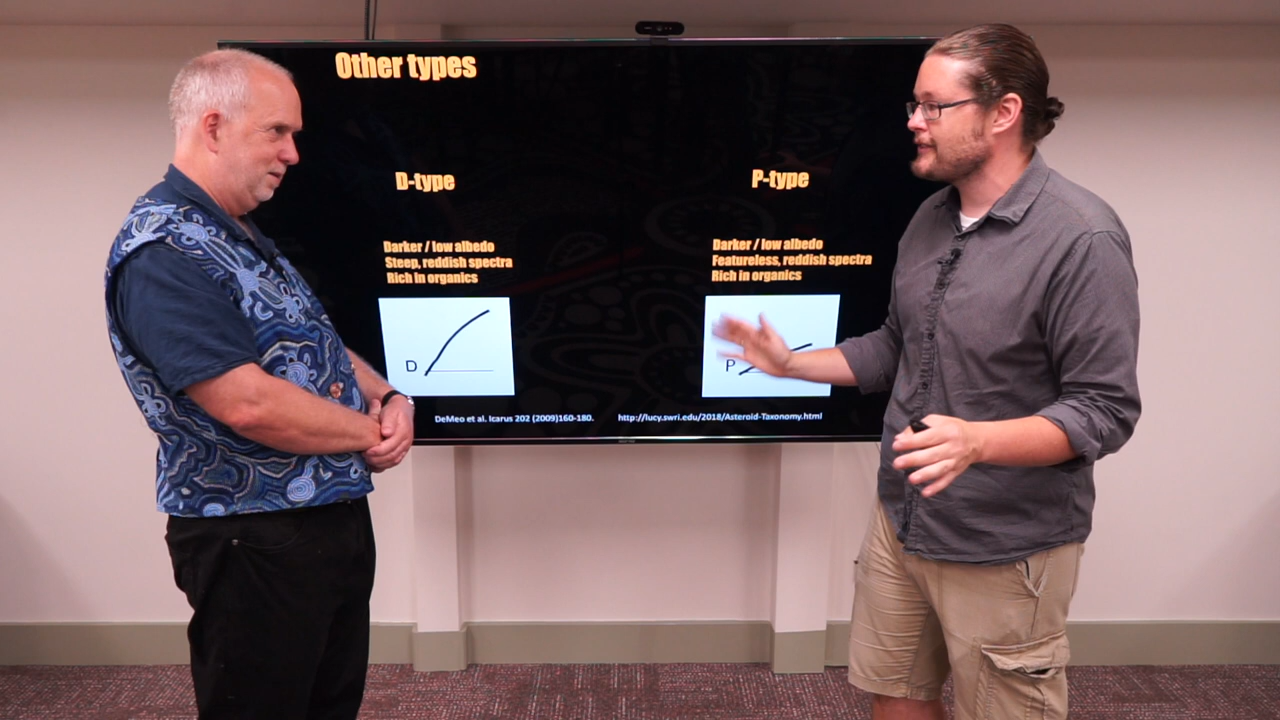 Other types
D-type
P-type
Darker / low albedo
Steep, reddish spectra
Rich in organics
Darker / low albedo
Featureless, reddish spectra
Rich in organics
D
P
DeMeo et al. Icarus 202 (2009)160-180.
http://lucy.swri.edu/2018/Asteroid-Taxonomy.html